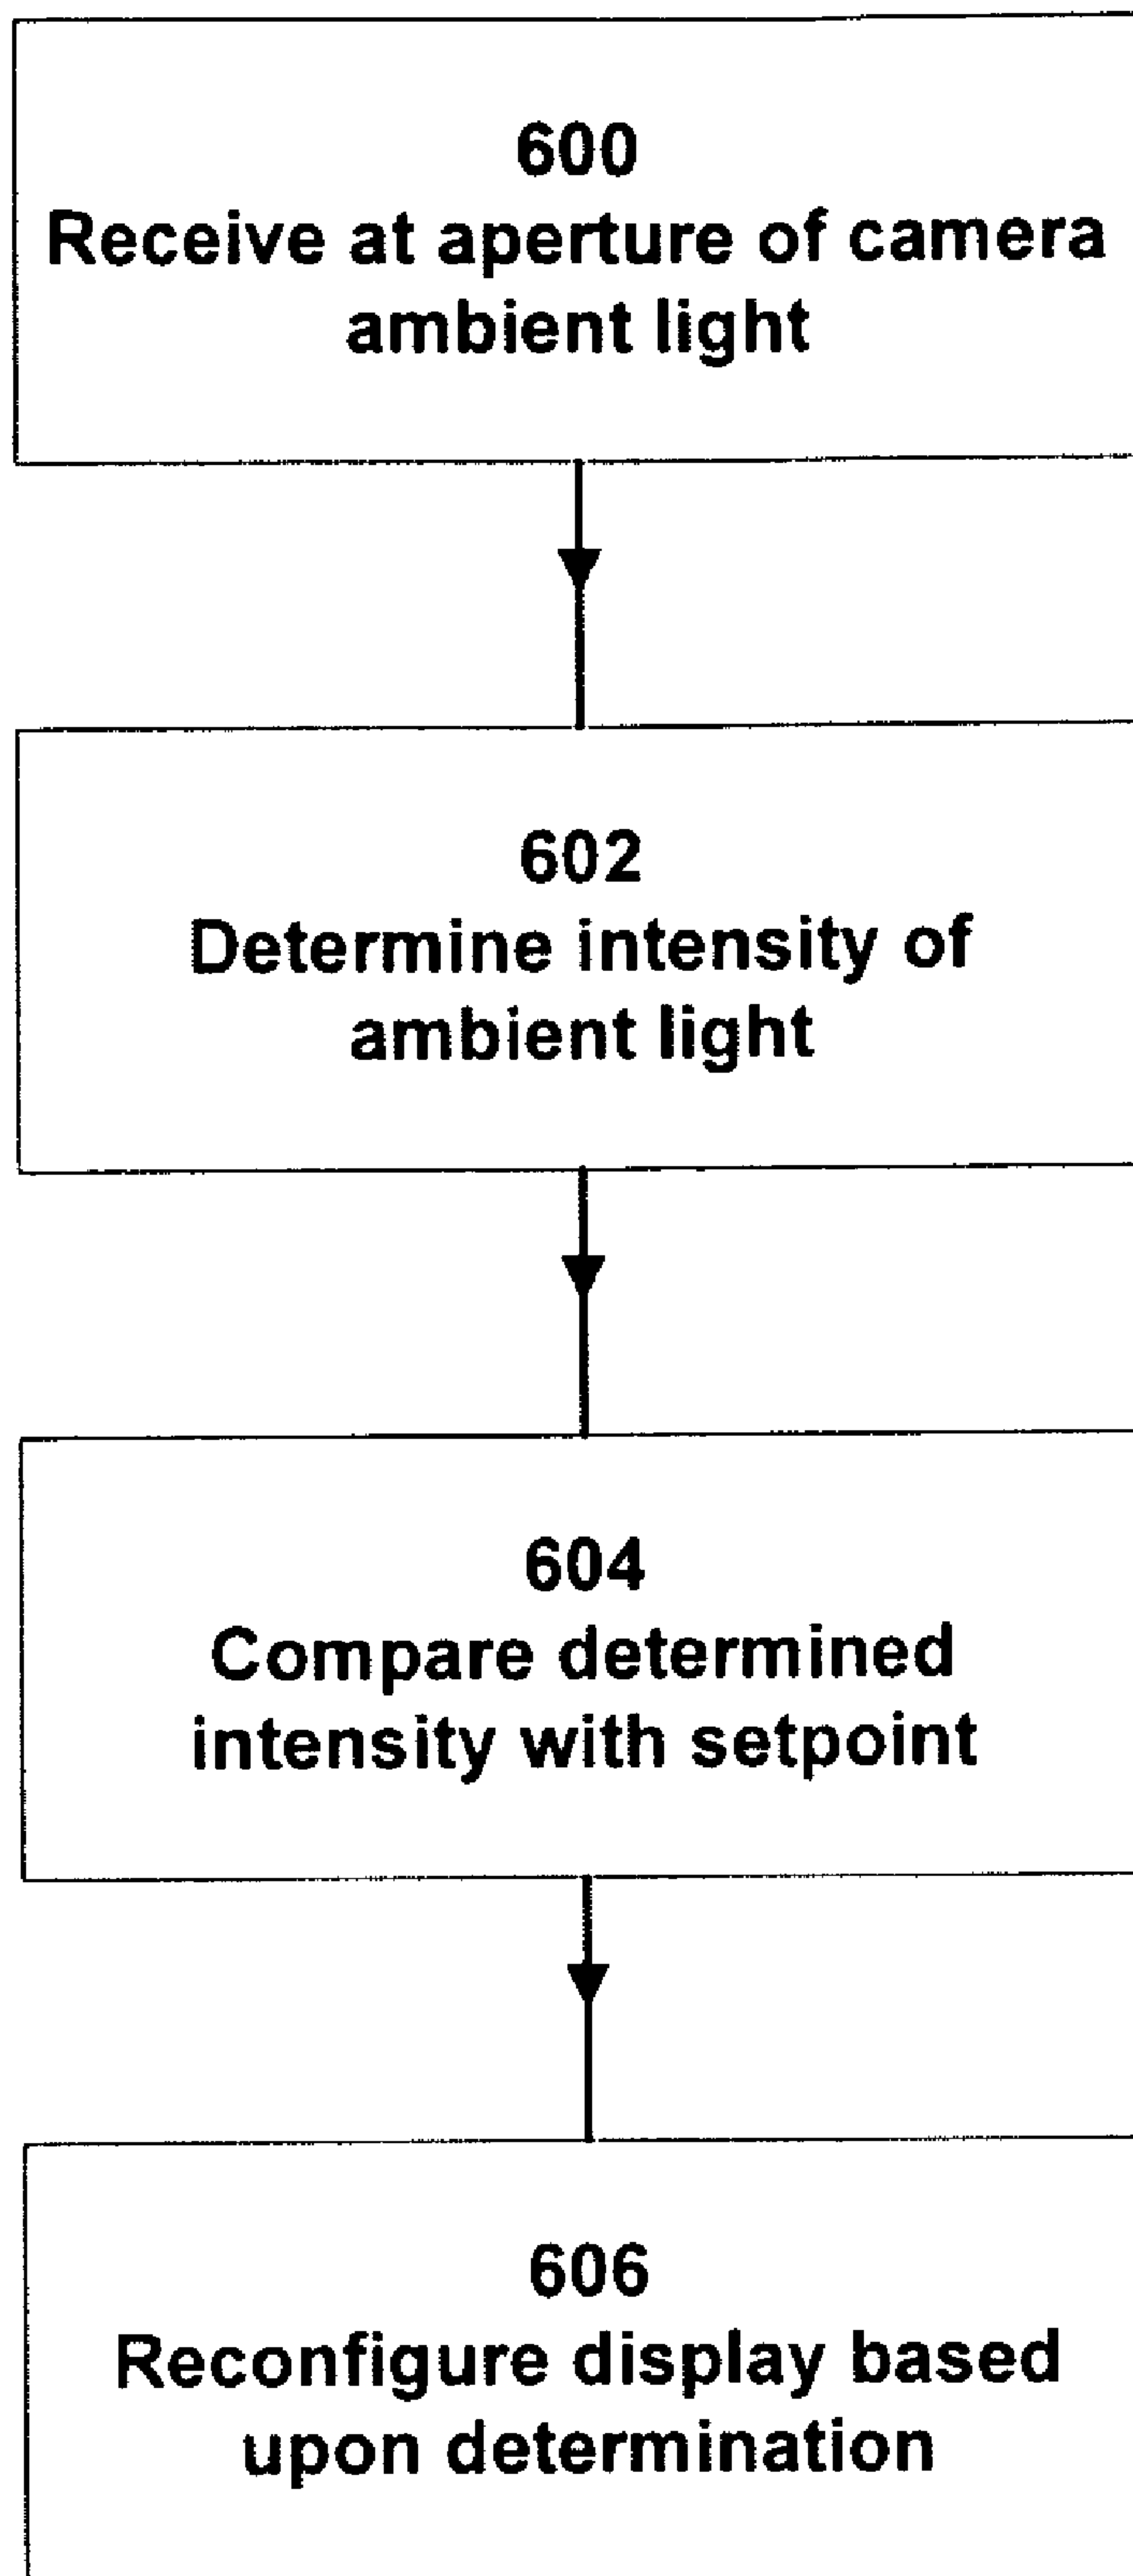 600
Receive at aperture of camera
ambient light
602
Determine intensity of
ambient light
604
Compare determined
intensity with setpoint
606
Reconfigure display based
upon determination